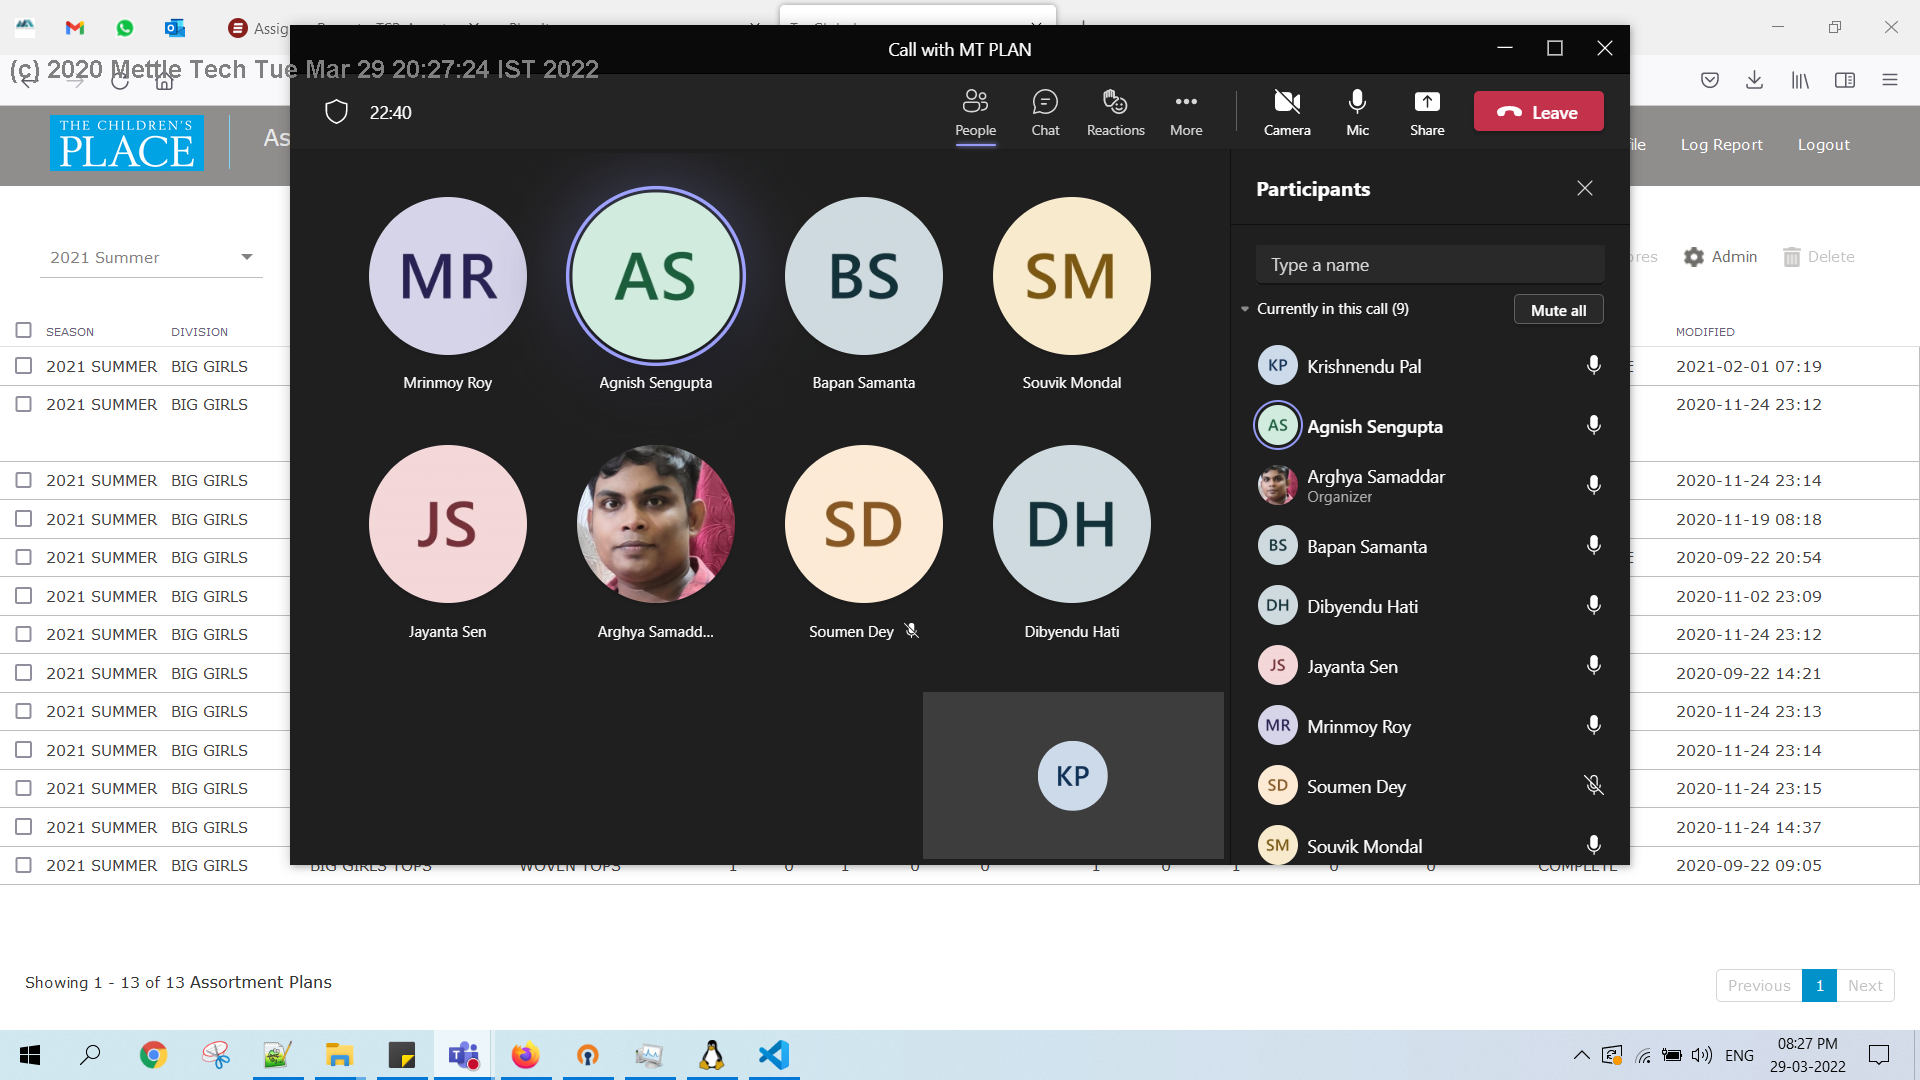 Assig
(c) 2020 Mettle Tech Tue Mar 29 20:27:24 IST 2022
Call with MT PLAN
22:40
People
Chat
Reactions
More
Camera
Mic
Share
Leave
THE CHILDREN'S
PLACE
As
Log Report
Logout
2021 Summer
Admin
Delete
Participants
Type a name
Currently in this call (9)
Mute all
MR
AS
BS
SM
Mrinmoy Roy
Agnish Sengupta
Bapan Samanta
Souvik Mondal
JS
SD
DH
Jayanta Sen
Arghya Samadd...
Soumen Dey
Dibyendu Hati
KP
KP Krishnendu Pal
AS Agnish Sengupta
Arghya Samaddar
Organizer
BS Bapan Samanta
DH Dibyendu Hati
JS Jayanta Sen
MR Mrinmoy Roy
SD Soumen Dey
SM Souvik Mondal
SEASON DIVISION MODIFIED
2021 SUMMER BIG GIRLS 2021-02-01 07:19
2021 SUMMER BIG GIRLS 2020-11-24 23:12
2021 SUMMER BIG GIRLS 2020-11-24 23:14
2021 SUMMER BIG GIRLS 2020-11-19 08:18
2021 SUMMER BIG GIRLS 2020-09-22 20:54
2021 SUMMER BIG GIRLS 2020-11-02 23:09
2021 SUMMER BIG GIRLS 2020-11-24 23:12
2021 SUMMER BIG GIRLS 2020-09-22 14:21
2021 SUMMER BIG GIRLS 2020-11-24 23:13
2021 SUMMER BIG GIRLS 2020-11-24 23:14
2021 SUMMER BIG GIRLS 2020-11-24 23:15
2021 SUMMER BIG GIRLS 2020-11-24 14:37
2021 SUMMER BIG GIRLS BIG GIRLS TOPS WOVEN TOPS 1 0 1 0 0 1 0 1 0 0 COMPLETE 2020-09-22 09:05
Showing 1 - 13 of 13 Assortment Plans
Previous 1 Next
ENG
08:27 PM
29-03-2022